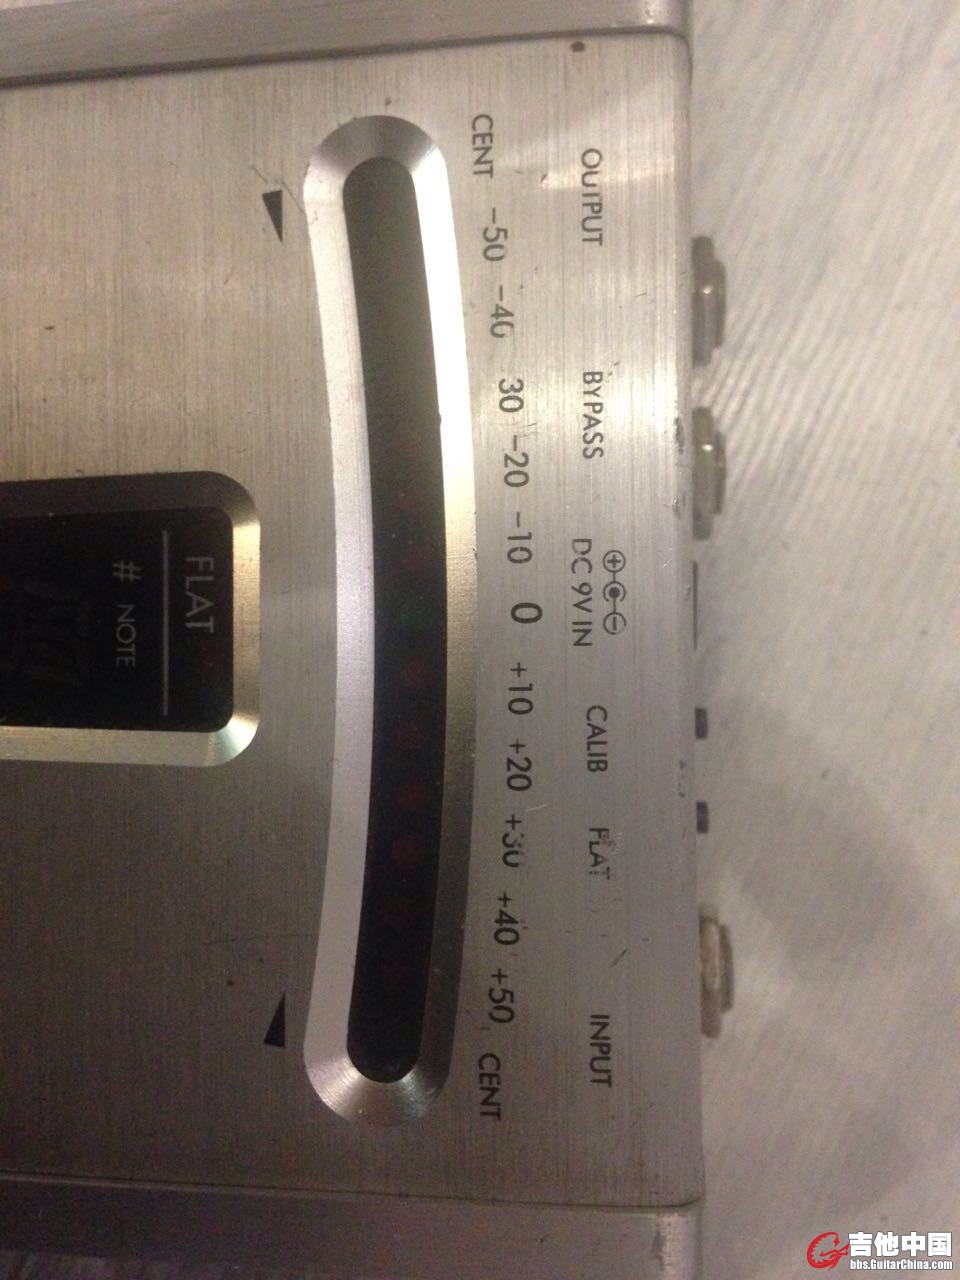 OUTPUT BYPASS DC 9V IN CALIB FLAT INPUT
CENT -50 -40 30 -20 -10 0 +10 +20 +30 +40 +50 CENT
FLAT
# NOTE
吉他中国
bbs.GuitarChina.com